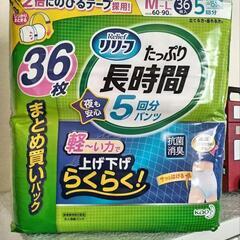 2倍にのびるテープ採用!
M~L
60-90
36
5
回分
Relief
リリーフ
たっぷり
長時間
36枚
夜も安心
5回分
パンツ
まとめ買いパック
軽~い力で
上げ下げ
らくらく!
抗菌
消臭
Kao